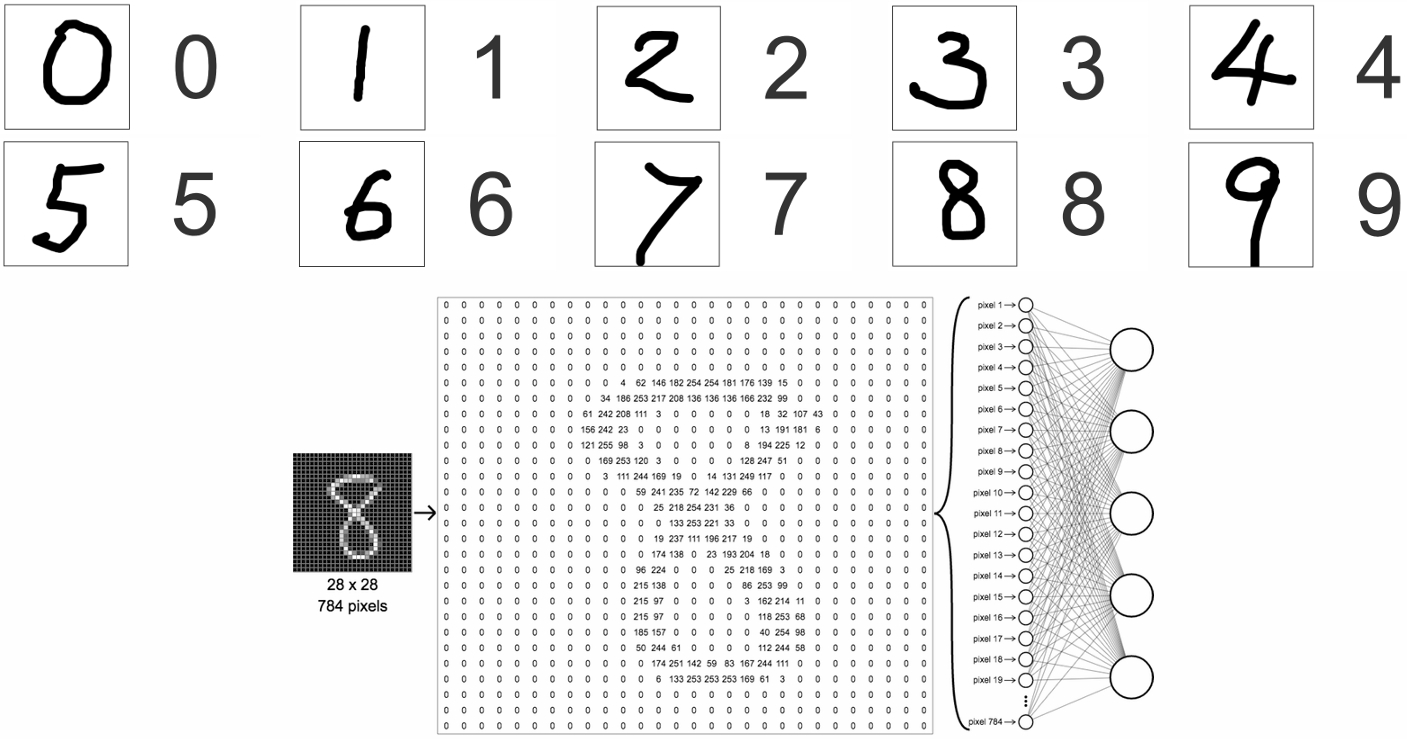 0 0 1 1 2 2 3 3 4 4
5 5 6 6 7 7 8 8 9 9
28 x 28
784 pixels
0 0 0 0 0 0 0 0 0 0 0 0 0 0 0 0 0 0 0 0 0 0 0 0 0 0 0 0
0 0 0 0 0 0 0 0 0 0 0 0 0 0 0 0 0 0 0 0 0 0 0 0 0 0 0 0
0 0 0 0 0 0 0 0 0 0 0 0 0 0 0 0 0 0 0 0 0 0 0 0 0 0 0 0
0 0 0 0 0 0 0 0 0 0 0 0 0 0 0 0 0 0 0 0 0 0 0 0 0 0 0 0
0 0 0 0 0 0 0 0 0 0 0 0 0 0 0 0 0 0 0 0 0 0 0 0 0 0 0 0
0 0 0 0 0 0 0 0 0 0 4 62 146 182 254 254 181 176 139 15 0 0 0 0 0 0 0 0
0 0 0 0 0 0 0 0 0 34 186 253 217 208 136 136 136 166 232 99 0 0 0 0 0 0 0 0
0 0 0 0 0 0 0 0 61 242 208 111 3 0 0 0 0 0 18 32 107 43 0 0 0 0 0 0
0 0 0 0 0 0 0 0 156 242 23 0 0 0 0 0 0 0 13 191 181 6 0 0 0 0 0 0
0 0 0 0 0 0 0 0 121 255 98 3 0 0 0 0 0 8 194 225 12 0 0 0 0 0 0 0
0 0 0 0 0 0 0 0 0 169 253 120 3 0 0 0 0 128 247 51 0 0 0 0 0 0 0 0
0 0 0 0 0 0 0 0 0 3 111 244 169 19 0 14 131 249 117 0 0 0 0 0 0 0 0 0
0 0 0 0 0 0 0 0 0 0 0 59 241 235 72 142 229 66 0 0 0 0 0 0 0 0 0 0
0 0 0 0 0 0 0 0 0 0 0 0 25 218 254 231 36 0 0 0 0 0 0 0 0 0 0 0
0 0 0 0 0 0 0 0 0 0 0 0 0 133 253 221 33 0 0 0 0 0 0 0 0 0 0 0
0 0 0 0 0 0 0 0 0 0 0 0 19 237 111 196 217 19 0 0 0 0 0 0 0 0 0 0
0 0 0 0 0 0 0 0 0 0 0 0 174 138 0 23 193 204 18 0 0 0 0 0 0 0 0 0
0 0 0 0 0 0 0 0 0 0 0 96 224 0 0 0 25 218 169 3 0 0 0 0 0 0 0 0
0 0 0 0 0 0 0 0 0 0 0 215 138 0 0 0 0 86 253 99 0 0 0 0 0 0 0 0
0 0 0 0 0 0 0 0 0 0 0 215 97 0 0 0 0 3 162 214 11 0 0 0 0 0 0 0
0 0 0 0 0 0 0 0 0 0 0 215 97 0 0 0 0 0 118 253 68 0 0 0 0 0 0 0
0 0 0 0 0 0 0 0 0 0 0 185 157 0 0 0 0 0 40 254 98 0 0 0 0 0 0 0
0 0 0 0 0 0 0 0 0 0 0 50 244 61 0 0 0 0 112 244 58 0 0 0 0 0 0 0
0 0 0 0 0 0 0 0 0 0 0 0 174 251 142 59 83 167 244 111 0 0 0 0 0 0 0 0
0 0 0 0 0 0 0 0 0 0 0 0 6 133 253 253 253 169 61 3 0 0 0 0 0 0 0 0
0 0 0 0 0 0 0 0 0 0 0 0 0 0 0 0 0 0 0 0 0 0 0 0 0 0 0 0
0 0 0 0 0 0 0 0 0 0 0 0 0 0 0 0 0 0 0 0 0 0 0 0 0 0 0 0
0 0 0 0 0 0 0 0 0 0 0 0 0 0 0 0 0 0 0 0 0 0 0 0 0 0 0 0
pixel 1
pixel 2
pixel 3
pixel 4
pixel 5
pixel 6
pixel 7
pixel 8
pixel 9
pixel 10
pixel 11
pixel 12
pixel 13
pixel 14
pixel 15
pixel 16
pixel 17
pixel 18
pixel 19
pixel 784